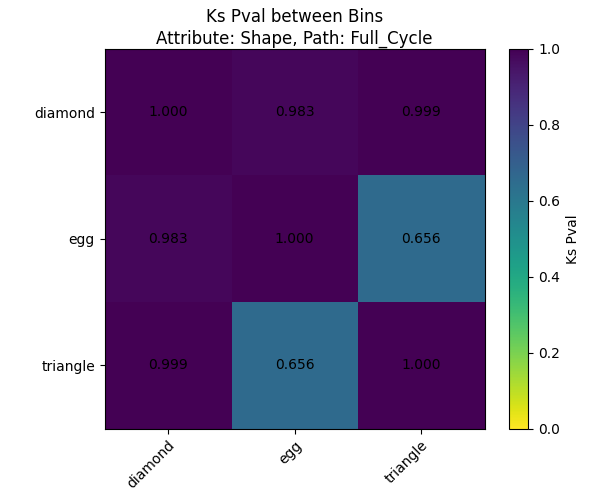 Ks Pval between Bins
Attribute: Shape, Path: Full_Cycle
diamond
1.000
0.983
0.999
egg
0.983
1.000
0.656
triangle
0.999
0.656
1.000
diamond
egg
triangle
1.0
0.8
0.6
0.4
0.2
0.0
Ks Pval